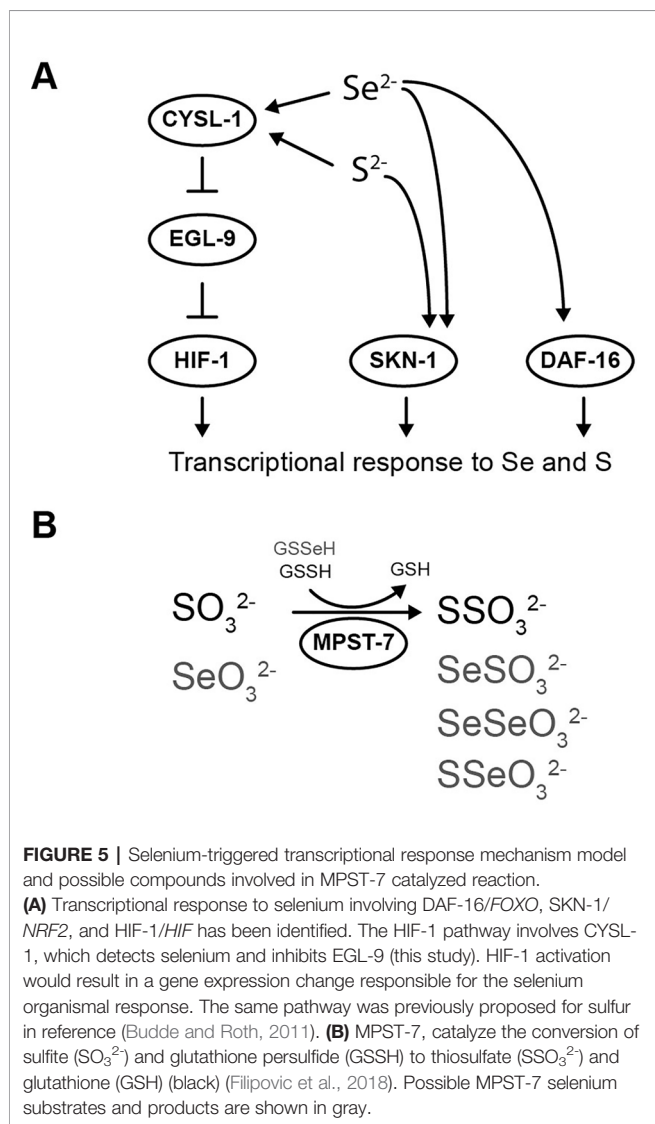 A
Se²⁻
CYSL-1
S²⁻
EGL-9
HIF-1 SKN-1 DAF-16
Transcriptional response to Se and S
B
GSSeH
GSSH GSH
SO₃²⁻ SSO₃²⁻
MPST-7
SeO₃²⁻ SeSO₃²⁻
SeSeO₃²⁻
SSeO₃²⁻
FIGURE 5 | Selenium-triggered transcriptional response mechanism model
and possible compounds involved in MPST-7 catalyzed reaction.
(A) Transcriptional response to selenium involving DAF-16/FOXO, SKN-1/
NRF2, and HIF-1/HIF has been identified. The HIF-1 pathway involves CYSL-
1, which detects selenium and inhibits EGL-9 (this study). HIF-1 activation
would result in a gene expression change responsible for the selenium
organismal response. The same pathway was previously proposed for sulfur
in reference (Budde and Roth, 2011). (B) MPST-7, catalyze the conversion of
sulfite (SO₃²⁻) and glutathione persulfide (GSSH) to thiosulfate (SSO₃²⁻) and
glutathione (GSH) (black) (Filipovic et al., 2018). Possible MPST-7 selenium
substrates and products are shown in gray.